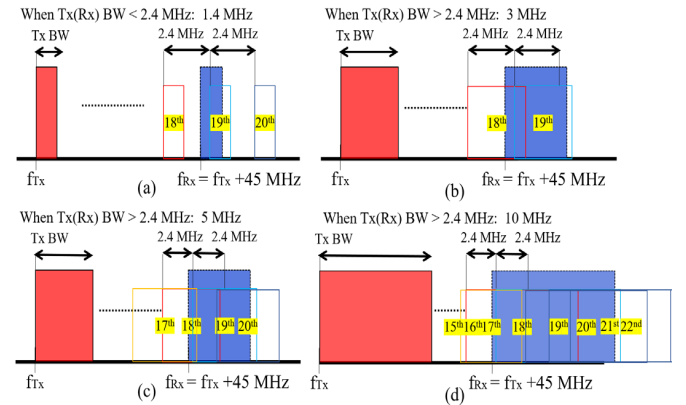 When Tx(Rx) BW < 2.4 MHz: 1.4 MHz
Tx BW
2.4 MHz 2.4 MHz
18th 19th 20th
fTx
fRx = fTx +45 MHz
(a)
When Tx(Rx) BW > 2.4 MHz: 3 MHz
Tx BW
2.4 MHz 2.4 MHz
18th 19th
fTx
fRx = fTx +45 MHz
(b)
When Tx(Rx) BW > 2.4 MHz: 5 MHz
Tx BW
2.4 MHz
2.4 MHz
17th 18th 19th 20th
fTx
fRx = fTx +45 MHz
(c)
When Tx(Rx) BW > 2.4 MHz: 10 MHz
Tx BW
2.4 MHz
2.4 MHz
15th 16th 17th 18th 19th 20th 21st 22nd
fTx
fRx = fTx +45 MHz
(d)